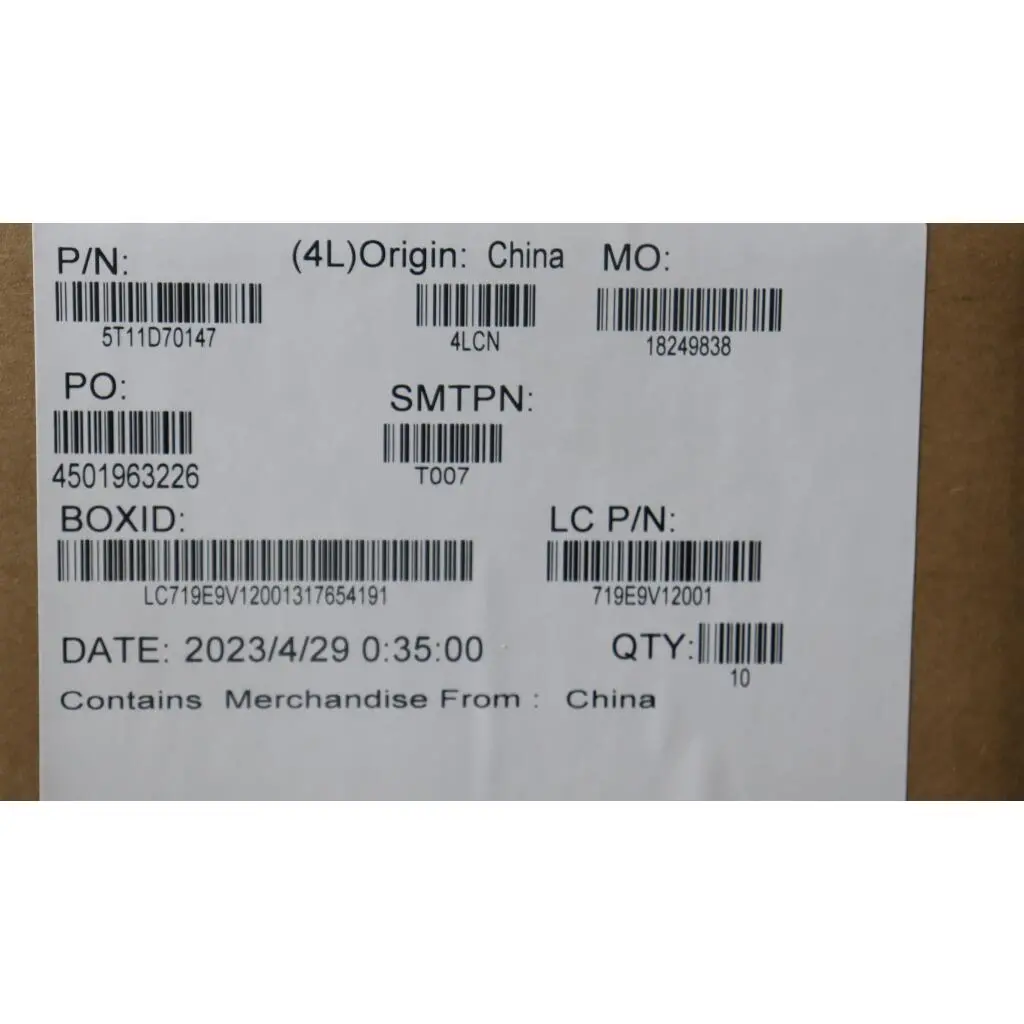 P/N: (4L)Origin: China MO:
5T11D70147 4LCN 18249838
PO: SMTPN:
4501963226 T007
BOXID: LC P/N:
LC719E9V12001317654191 719E9V12001
DATE: 2023/4/29 0:35:00 QTY:
10
Contains Merchandise From : China